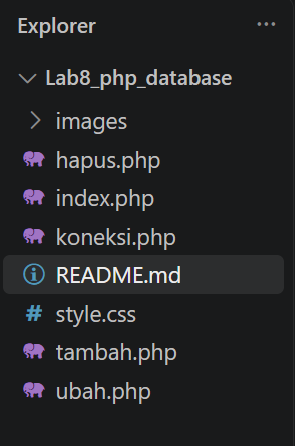 Explorer ...
Lab8_php_database
images
hapus.php
index.php
koneksi.php
README.md
# style.css
tambah.php
ubah.php